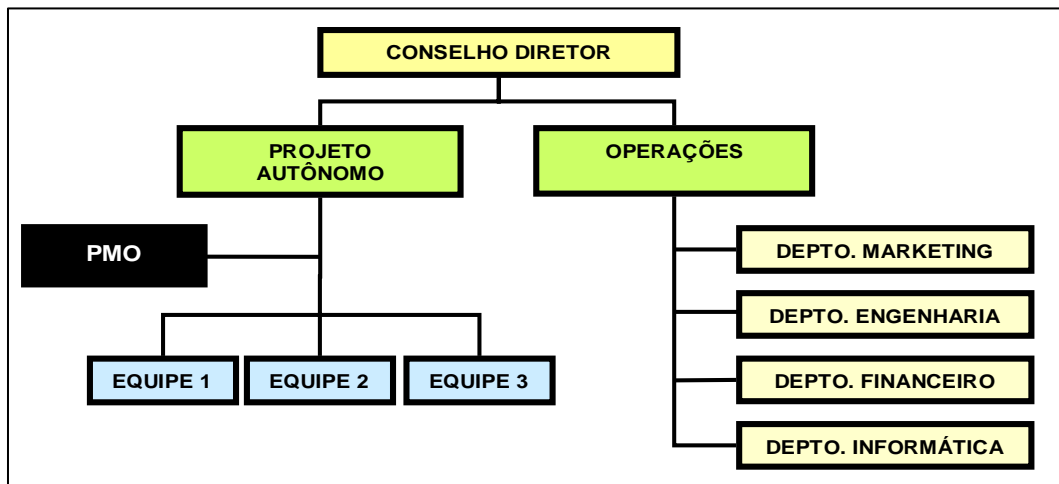 CONSELHO DIRETOR
PROJETO
AUTÔNOMO
OPERAÇÕES
PMO
DEPTO. MARKETING
DEPTO. ENGENHARIA
EQUIPE 1
EQUIPE 2
EQUIPE 3
DEPTO. FINANCEIRO
DEPTO. INFORMÁTICA